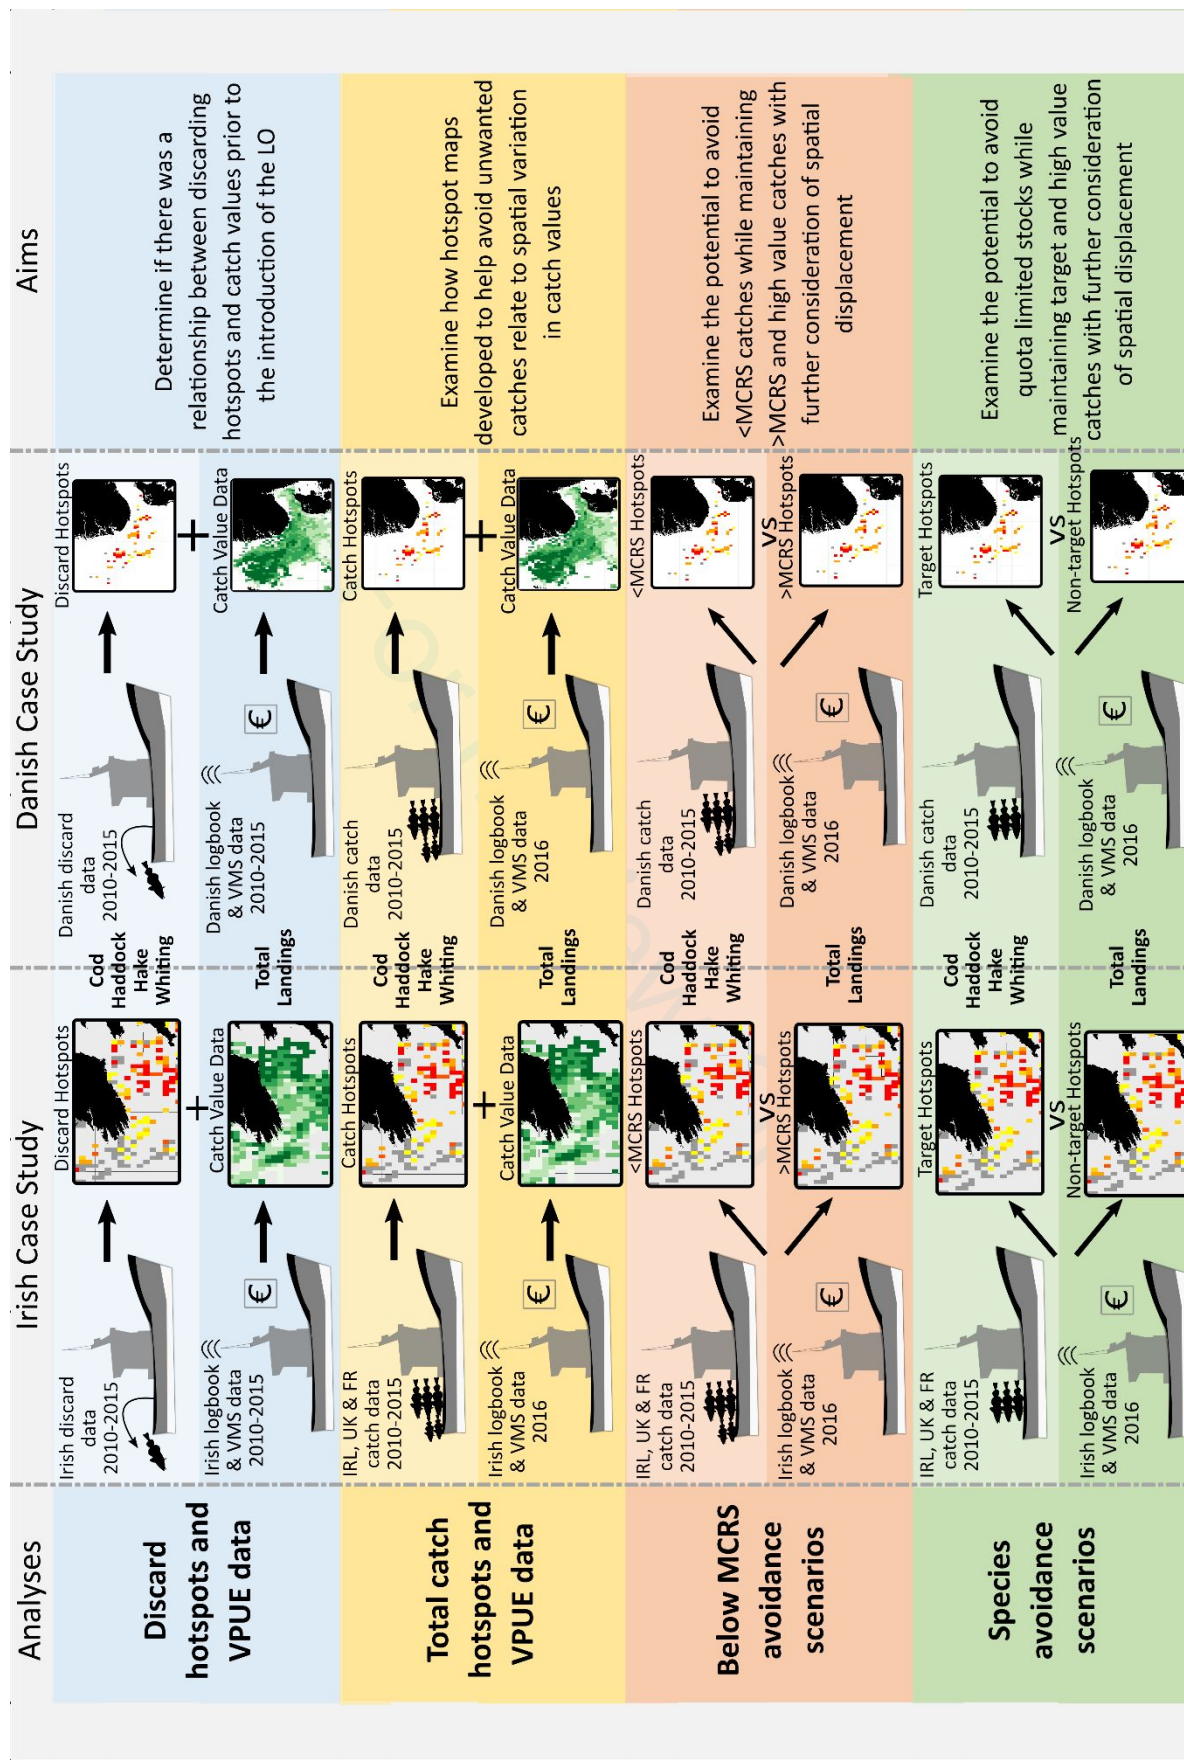 Analyses
Irish Case Study
Danish Case Study
Aims
Discard
hotspots and
VPUE data
Irish discard
data
2010-2015
Discard Hotspots
+
Cod
Haddock
Hake
Whiting
Danish discard
data
2010-2015
Discard Hotspots
+
Determine if there was a
relationship between discarding
hotspots and catch values prior to
the introduction of the LO
Irish logbook
& VMS data
2010-2015
€
Catch Value Data
Total
Landings
Danish logbook
& VMS data
2010-2015
€
Catch Value Data
Total catch
hotspots and
VPUE data
IRL, UK & FR
catch data
2010-2015
Catch Hotspots
+
Cod
Haddock
Hake
Whiting
Danish catch
data
2010-2015
Catch Hotspots
+
Examine how hotspot maps
developed to help avoid unwanted
catches relate to spatial variation
in catch values
Irish logbook
& VMS data
2016
€
Catch Value Data
Total
Landings
Danish logbook
& VMS data
2016
€
Catch Value Data
Below MCRS
avoidance
scenarios
IRL, UK & FR
catch data
2010-2015
<MCRS Hotspots
vs
Cod
Haddock
Hake
Whiting
Danish catch
data
2010-2015
<MCRS Hotspots
vs
Examine the potential to avoid
<MCRS catches while maintaining
>MCRS and high value catches with
further consideration of spatial
displacement
Irish logbook
& VMS data
2016
€
>MCRS Hotspots
Total
Landings
Danish logbook
& VMS data
2016
€
>MCRS Hotspots
Species
avoidance
scenarios
IRL, UK & FR
catch data
2010-2015
Target Hotspots
vs
Cod
Haddock
Hake
Whiting
Danish catch
data
2010-2015
Target Hotspots
vs
Examine the potential to avoid
quota limited stocks while
maintaining target and high value
catches with further consideration
of spatial displacement
Irish logbook
& VMS data
2016
€
Non-target Hotspots
Total
Landings
Danish logbook
& VMS data
2016
€
Non-target Hotspots